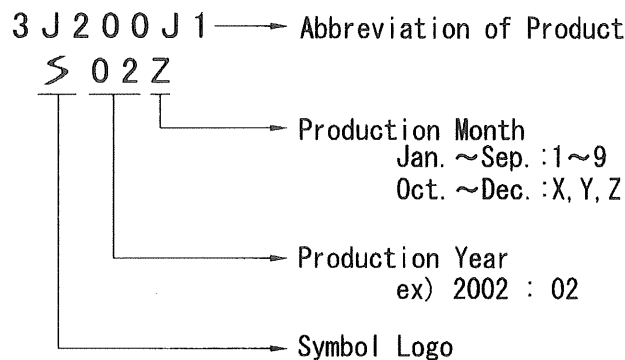 3J200J1 Abbreviation of Product
S 02Z
Production Month
Jan.～Sep.:1～9
Oct.～Dec.:X,Y,Z
Production Year
ex) 2002 : 02
Symbol Logo